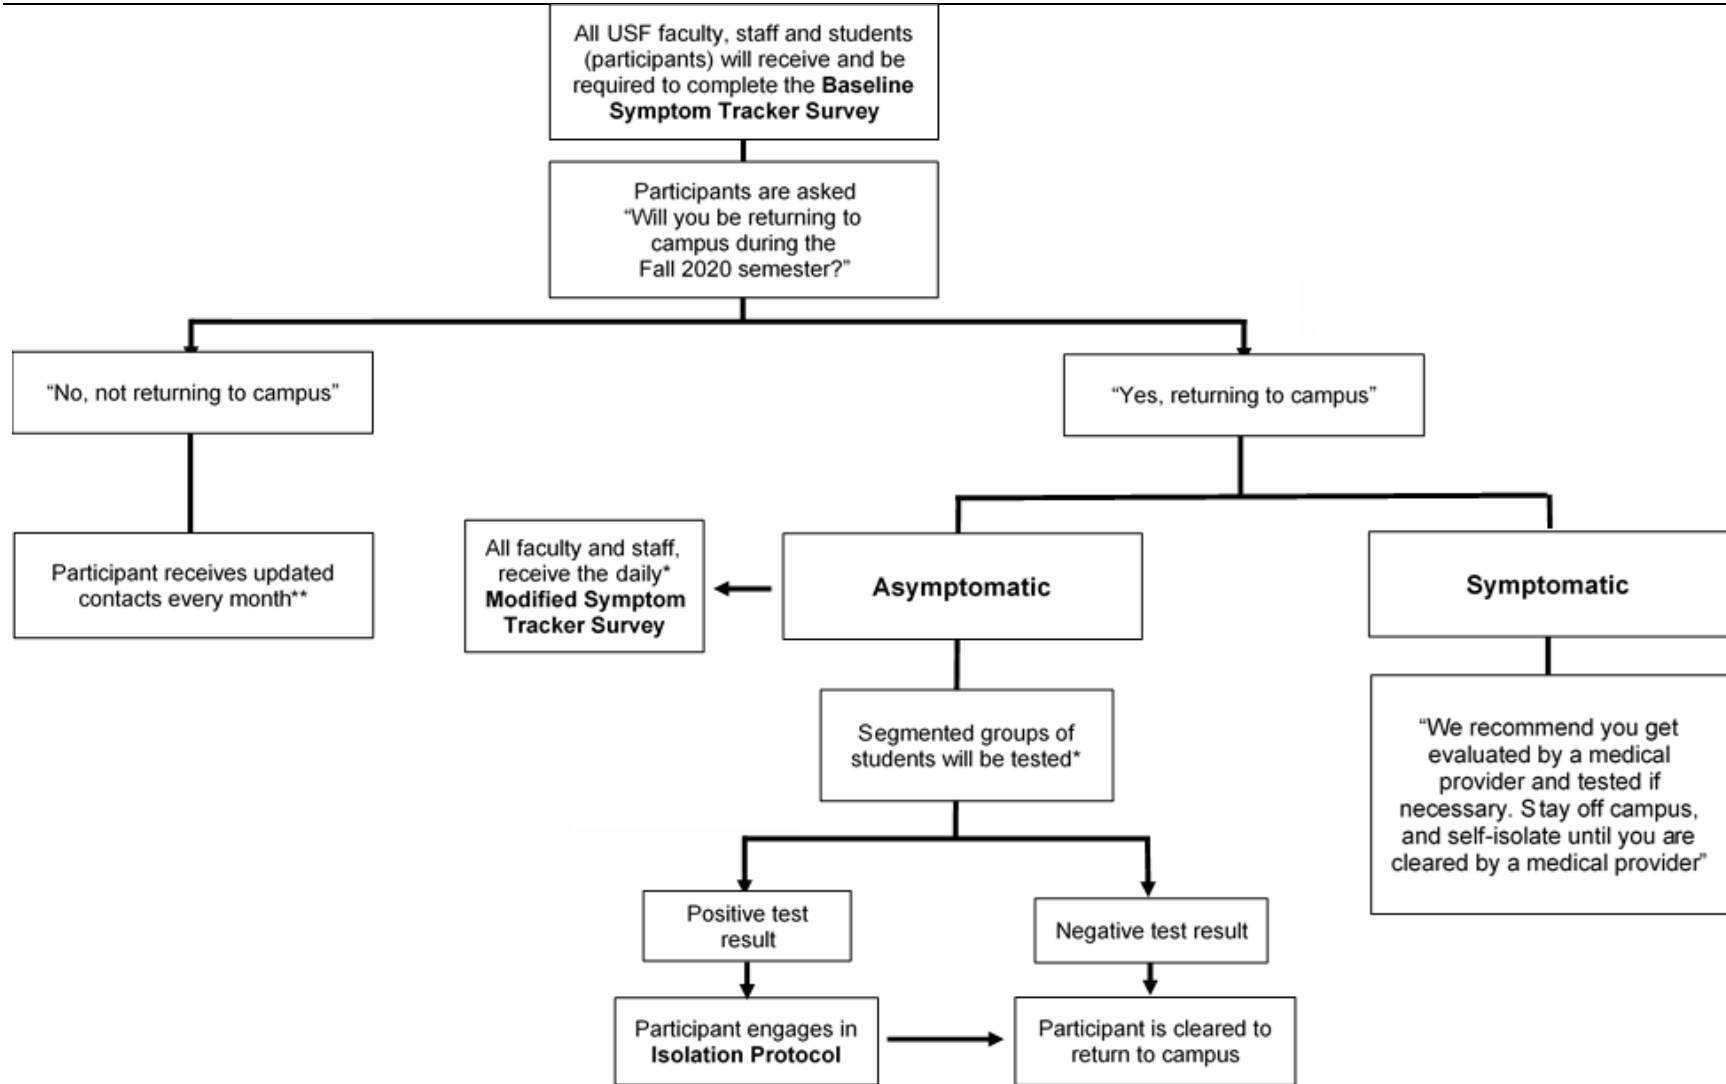 All USF faculty, staff and students
(participants) will receive and be
required to complete the Baseline
Symptom Tracker Survey
Participants are asked
“Will you be returning to
campus during the
Fall 2020 semester?”
“No, not returning to campus”
“Yes, returning to campus”
Participant receives updated
contacts every month**
All faculty and staff,
receive the daily*
Modified Symptom
Tracker Survey
Asymptomatic
Symptomatic
Segmented groups of
students will be tested*
“We recommend you get
evaluated by a medical
provider and tested if
necessary. Stay off campus,
and self-isolate until you are
cleared by a medical provider”
Positive test
result
Negative test result
Participant engages in
Isolation Protocol
Participant is cleared to
return to campus